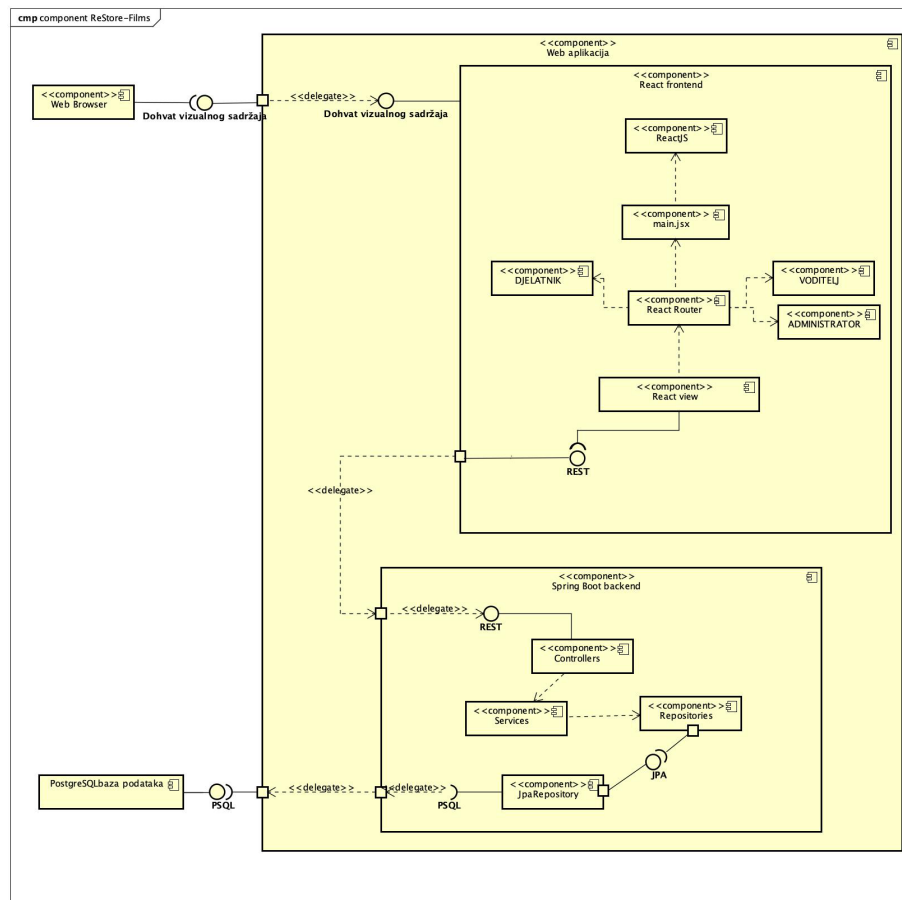 cmp component ReStore-Films
<<component>>
Web aplikacija
<<component>>
React frontend
<<component>>
Web Browser
Dohvat vizualnog sadržaja
<<delegate>>
Dohvat vizualnog sadržaja
<<component>>
ReactJS
<<component>>
main.jsx
<<component>>
DJELATNIK
<<component>>
React Router
<<component>>
VODITELJ
<<component>>
ADMINISTRATOR
<<component>>
React view
REST
<<delegate>>
<<component>>
Spring Boot backend
<<delegate>>
REST
<<component>>
Controllers
<<component>>
Services
<<component>>
Repositories
JPA
PostgreSQLbaza podataka
PSQL
<<delegate>>
<<delegate>>
PSQL
<<component>>
JpaRepository